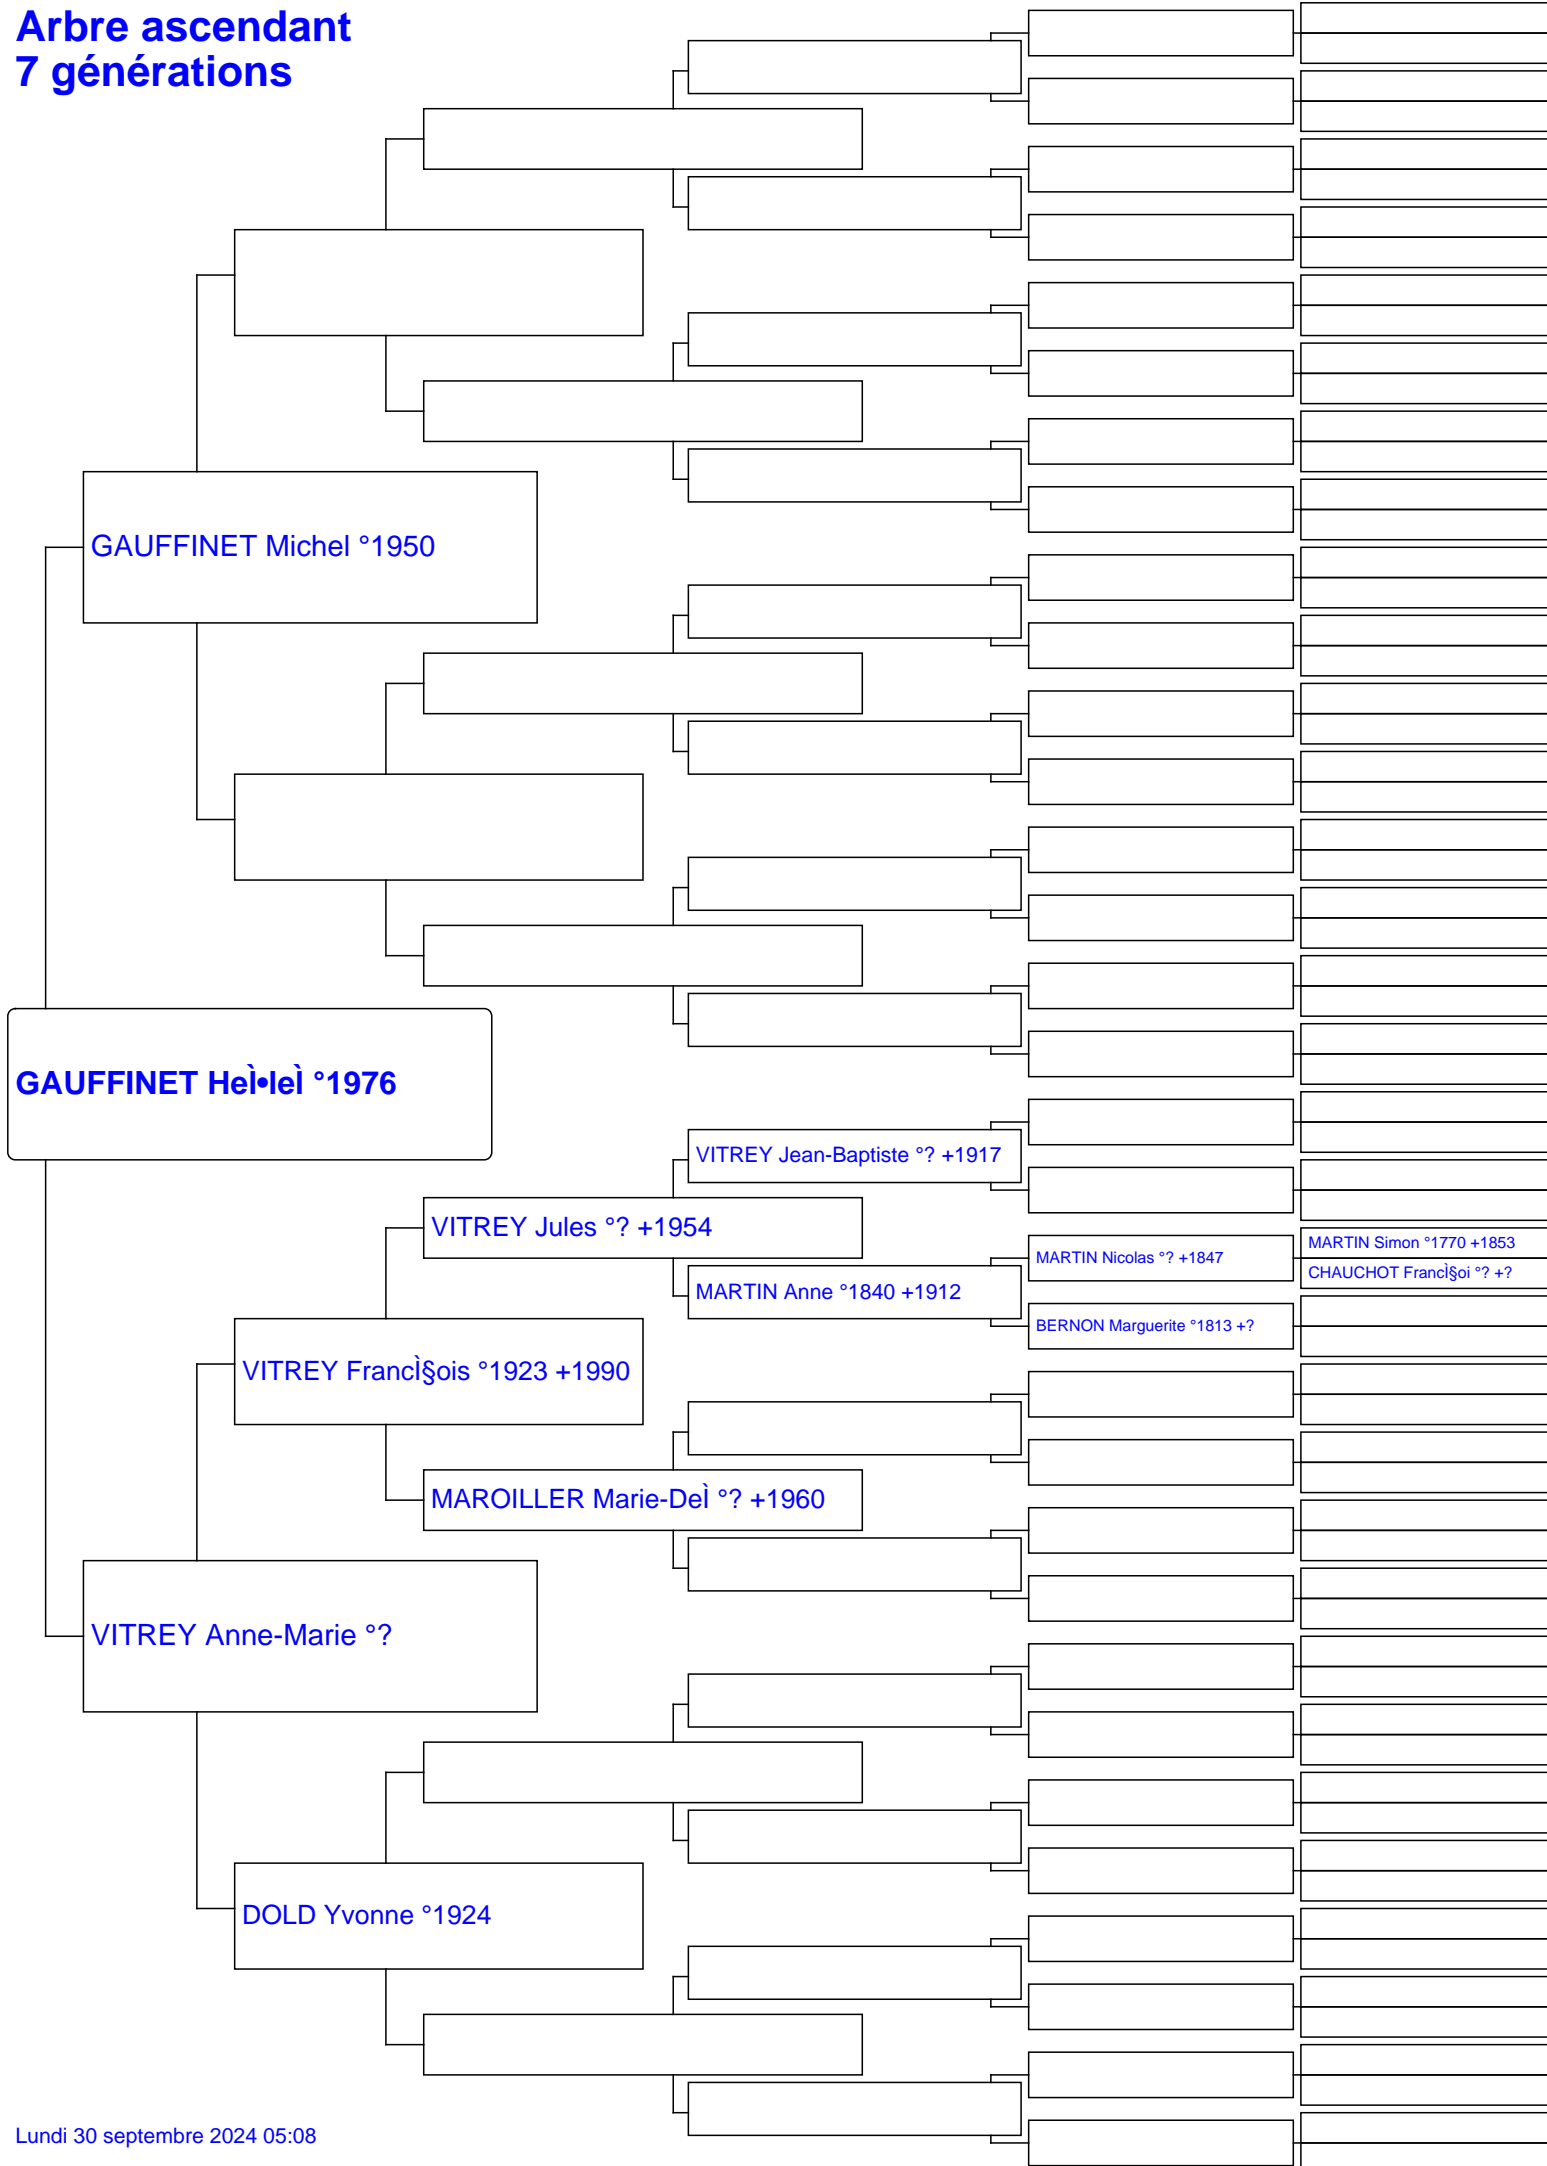 Arbre ascendant
7 générations
GAUFFINET Michel °1950
GAUFFINET HeÌ•leÌ °1976
VITREY Jean-Baptiste °? +1917
VITREY Jules °? +1954
MARTIN Simon °1770 +1853
MARTIN Nicolas °? +1847
CHAUCHOT FrancÌ§oi °? +?
MARTIN Anne °1840 +1912
BERNON Marguerite °1813 +?
VITREY FrancÌ§ois °1923 +1990
MAROILLER Marie-DeÌ °? +1960
VITREY Anne-Marie °?
DOLD Yvonne °1924
Lundi 30 septembre 2024 05:08